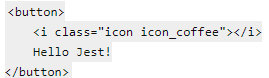 <button>
    <i class="icon icon_coffee"></i>
    Hello Jest!
</button>